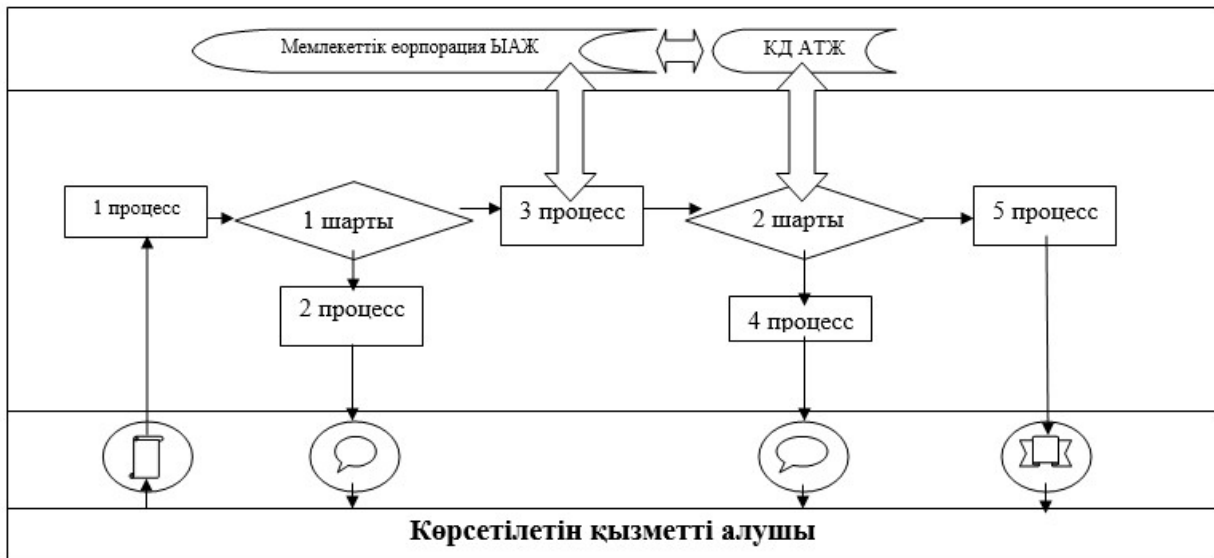 Мемлекеттік еорпорация ЫАЖ
КД АТЖ
1 процесс
1 шарты
3 процесс
2 шарты
5 процесс
2 процесс
4 процесс
Көрсетілетін қызметті алушы